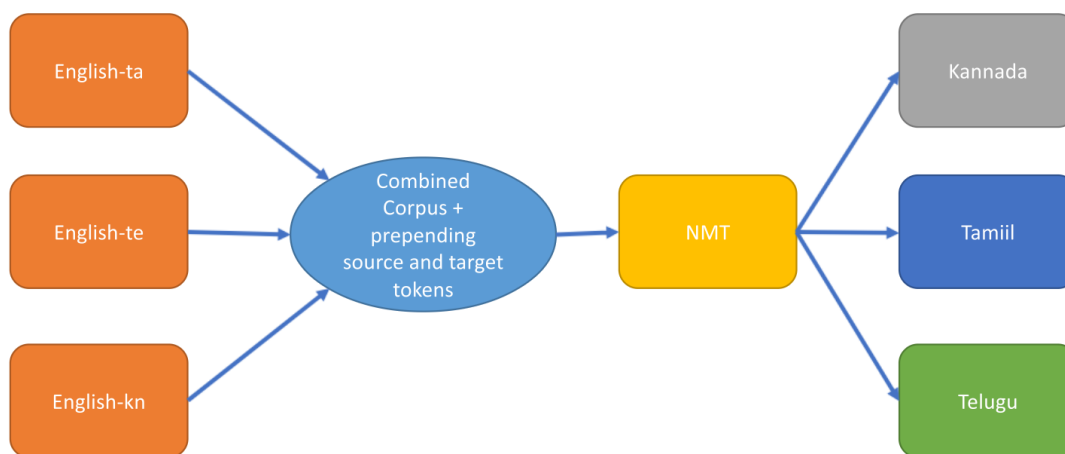 English-ta
English-te
English-kn
Combined
Corpus +
prepending
source and target
tokens
NMT
Kannada
Tamiil
Telugu